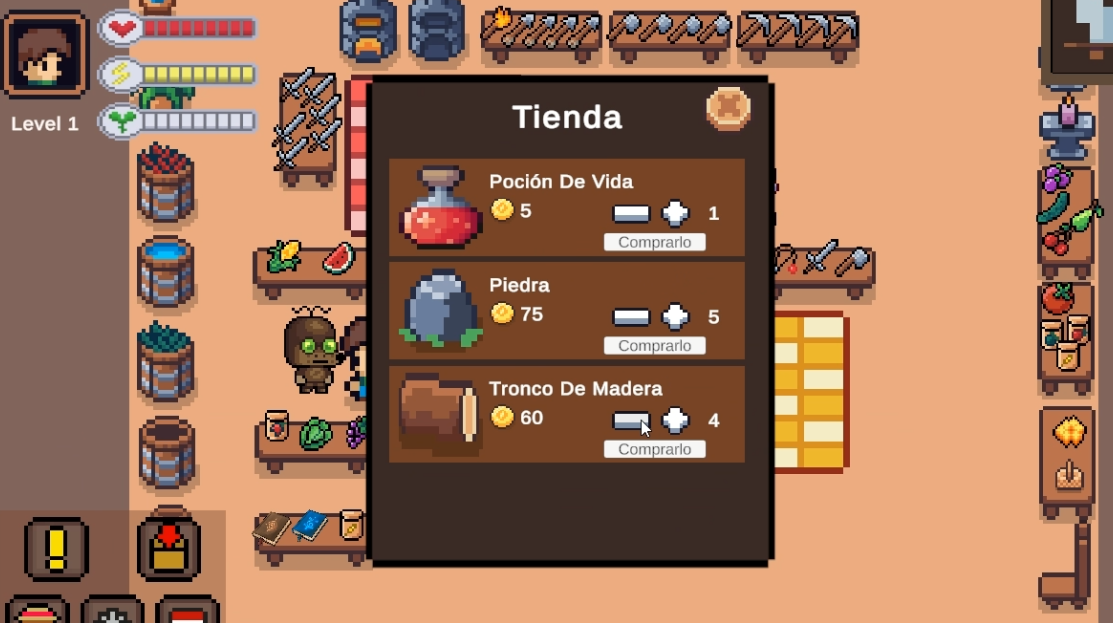 Level 1
Tienda
Poción De Vida
5
1
Comprarlo
Piedra
75
5
Comprarlo
Tronco De Madera
60
4
Comprarlo